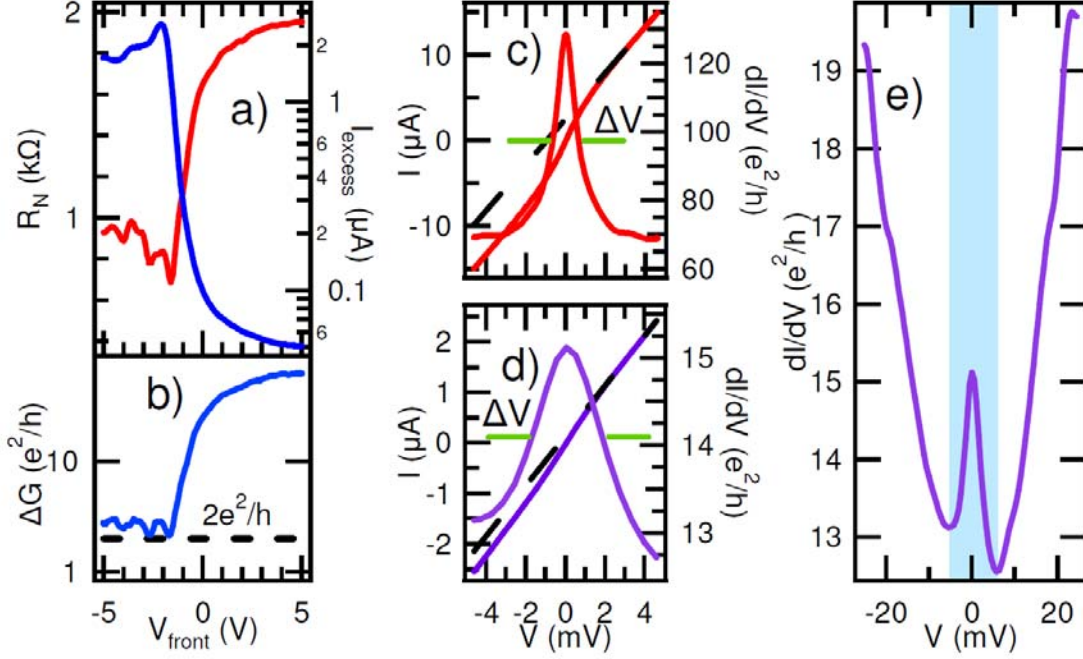 a)
2
1
R_N (kΩ)
2
1
6
4
2
0.1
6
I_excess (μA)
b)
10
1
ΔG (e²/h)
2e²/h
-5
0
5
V_front (V)
c)
10
0
-10
I (μA)
ΔV
120
100
80
60
dI/dV (e²/h)
d)
2
1
0
-1
-2
I (μA)
ΔV
15
14
13
dI/dV (e²/h)
-4
-2
0
2
4
V (mV)
e)
19
18
17
16
15
14
13
dI/dV (e²/h)
-20
0
20
V (mV)